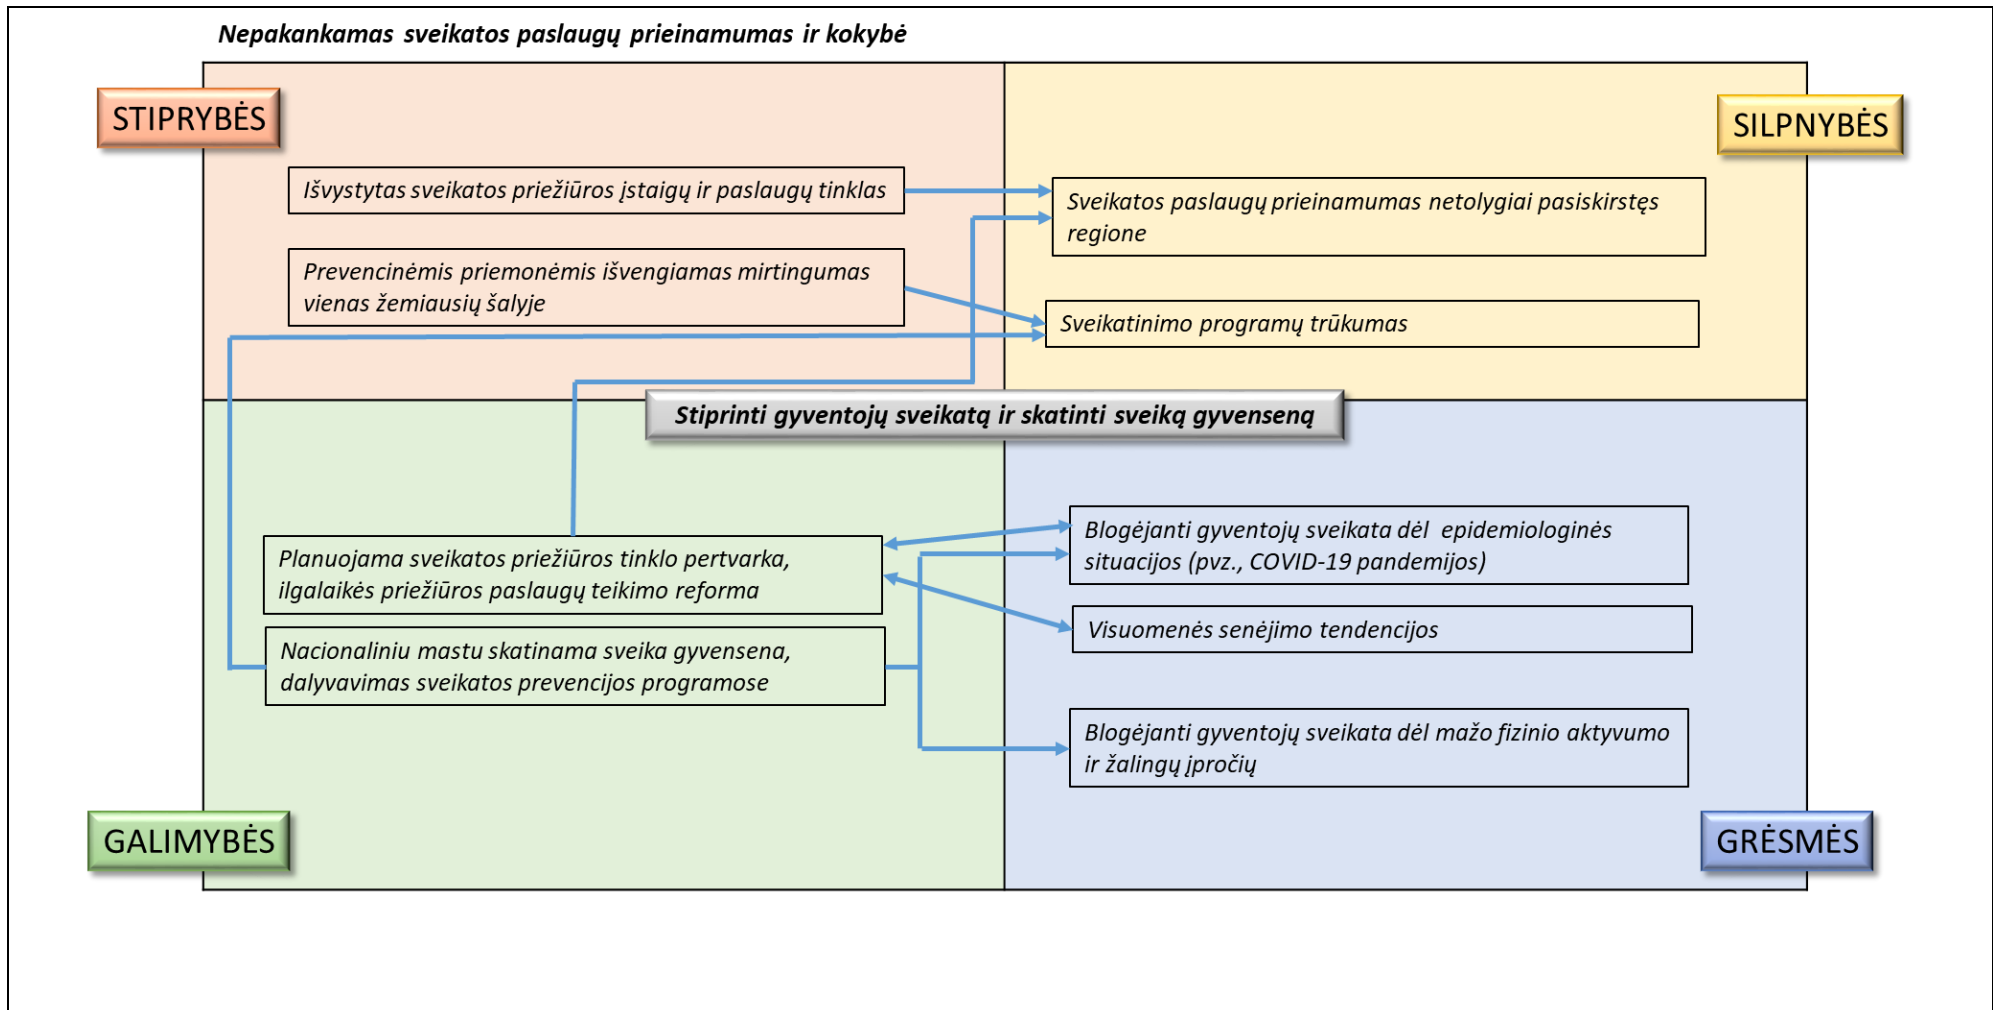 Nepakankamas sveikatos paslaugų prieinamumas ir kokybė
STIPRYBĖS
SILPNYBĖS
Išvystytas sveikatos priežiūros įstaigų ir paslaugų tinklas
Prevencinėmis priemonėmis išvengiamas mirtingumas
vienas žemiausių šalyje
Sveikatos paslaugų prieinamumas netolygiai pasiskirstęs
regione
Sveikatinimo programų trūkumas
Stiprinti gyventojų sveikatą ir skatinti sveiką gyvenseną
Planuojama sveikatos priežiūros tinklo pertvarka,
ilgalaikės priežiūros paslaugų teikimo reforma
Nacionaliniu mastu skatinama sveika gyvensena,
dalyvavimas sveikatos prevencijos programose
Blogėjanti gyventojų sveikata dėl epidemiologinės
situacijos (pvz., COVID-19 pandemijos)
Visuomenės senėjimo tendencijos
Blogėjanti gyventojų sveikata dėl mažo fizinio aktyvumo
ir žalingų įpročių
GALIMYBĖS
GRĖSMĖS